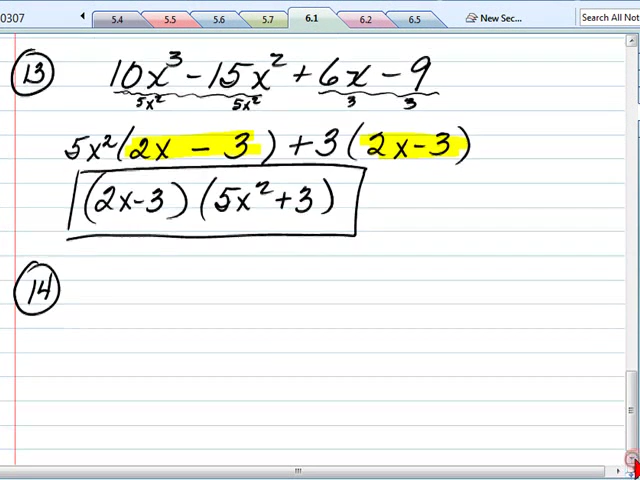 0307 5.4 5.5 5.6 5.7 6.1 6.2 6.5 New Sec... Search All Not
13 10x³ - 15x² + 6x - 9
5x² 5x² 3 3
5x²(2x - 3) + 3(2x-3)
(2x-3)(5x²+3)
14